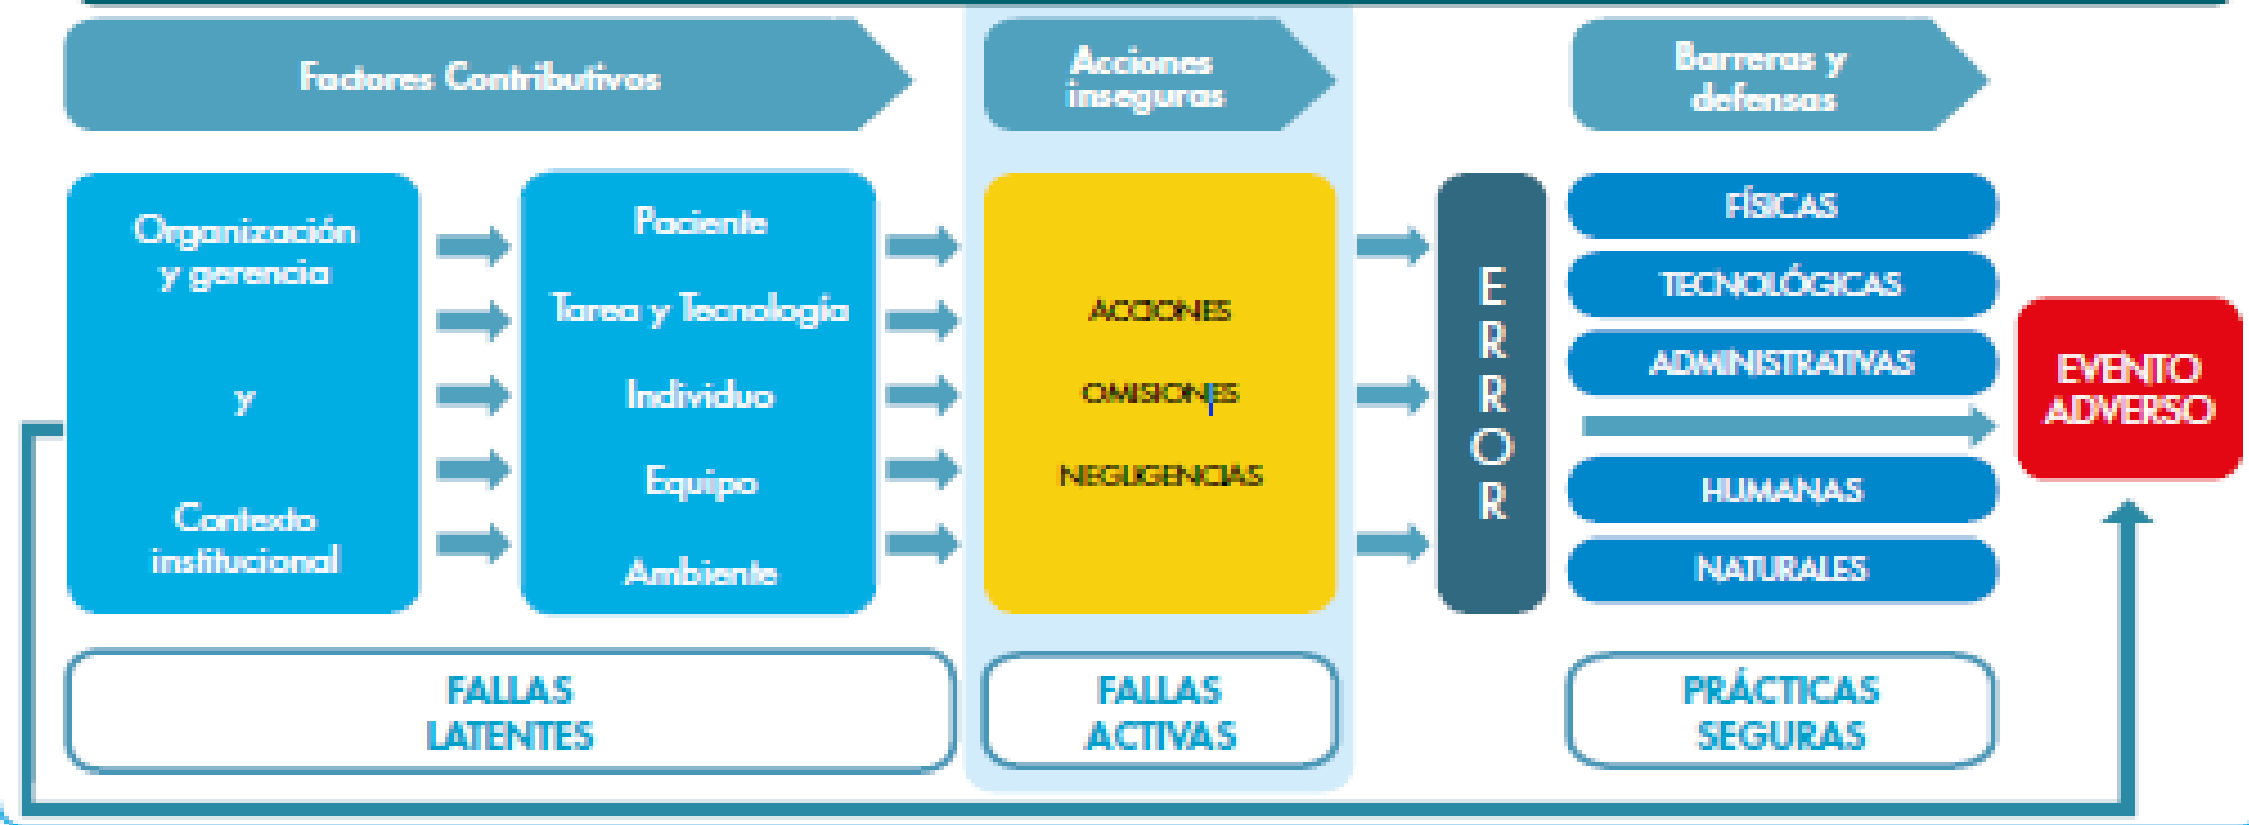 Factores Contributivos
Acciones
inseguras
Barreras y
defensas
Organización
y gerencia
y
Contexto
institucional
Paciente
Tarea y Tecnología
Individuo
Equipo
Ambiente
ACCIONES
OMISIONES
NEGLIGENCIAS
ERROR
FÍSICAS
TECNOLÓGICAS
ADMINISTRATIVAS
HUMANAS
NATURALES
EVENTO
ADVERSO
FALLAS
LATENTES
FALLAS
ACTIVAS
PRÁCTICAS
SEGURAS